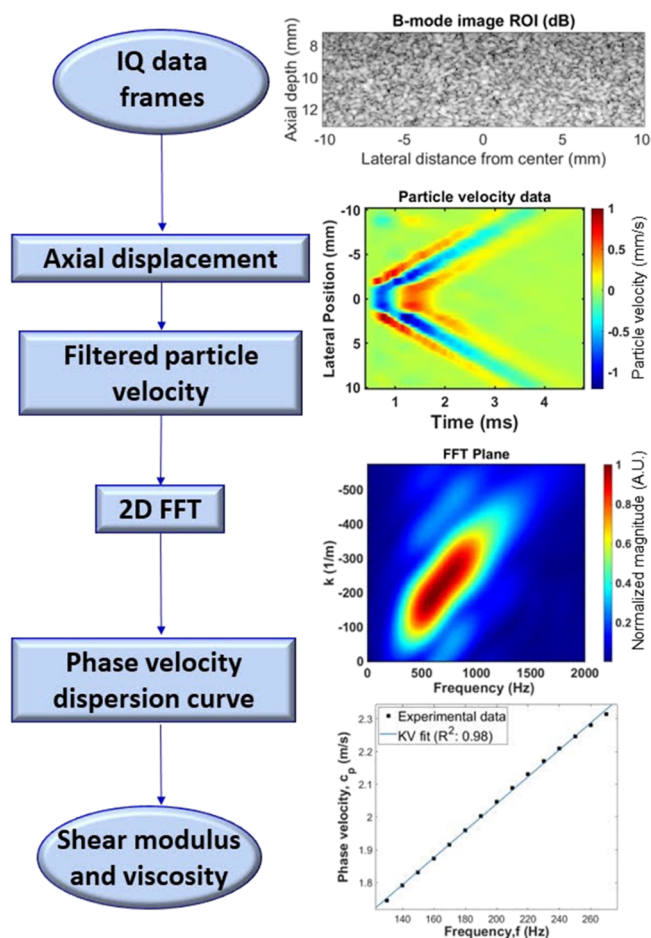 IQ data
frames
Axial displacement
Filtered particle
velocity
2D FFT
Phase velocity
dispersion curve
Shear modulus
and viscosity
B-mode image ROI (dB)
Axial depth (mm)
8
10
12
-10
-5
0
5
10
Lateral distance from center (mm)
Particle velocity data
Lateral Position (mm)
-10
-5
0
5
10
1
2
3
4
Time (ms)
1
0.5
0
-0.5
-1
Particle velocity (mm/s)
FFT Plane
k (1/m)
-500
-400
-300
-200
-100
0
0
500
1000
1500
2000
Frequency (Hz)
1
0.8
0.6
0.4
0.2
Normalized magnitude (A.U.)
Experimental data
KV fit (R²: 0.98)
Phase velocity, cₚ (m/s)
2.3
2.2
2.1
2
1.9
1.8
140
160
180
200
220
240
260
Frequency,f (Hz)